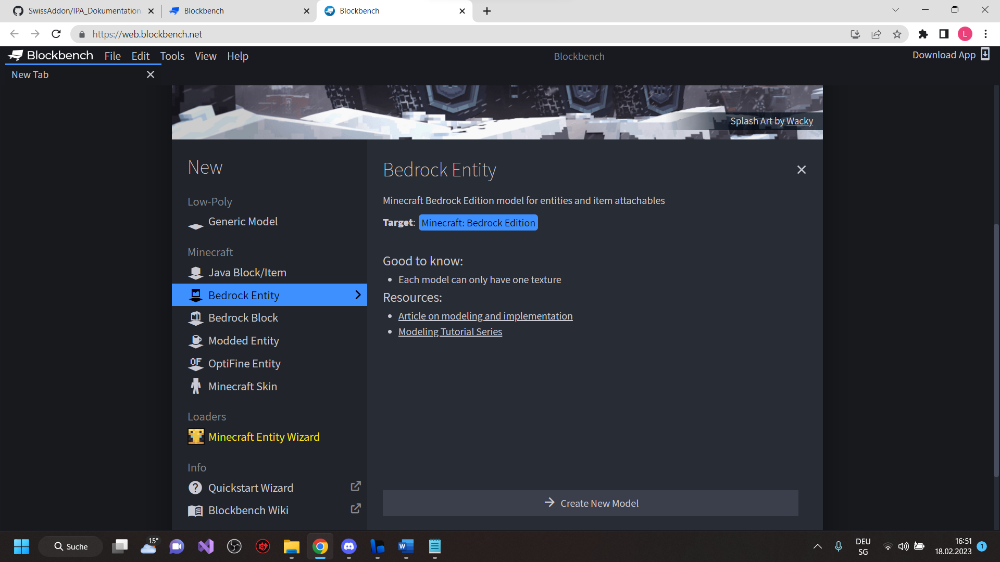 SwissAddon/IPA_Dokumentation
Blockbench
Blockbench
https://web.blockbench.net
L
Blockbench File Edit Tools View Help
Blockbench
Download App
New Tab
Splash Art by Wacky
New
Low-Poly
Generic Model
Minecraft
Java Block/Item
Bedrock Entity
Bedrock Block
Modded Entity
OF OptiFine Entity
Minecraft Skin
Loaders
Minecraft Entity Wizard
Info
Quickstart Wizard
Blockbench Wiki
Bedrock Entity
Minecraft Bedrock Edition model for entities and item attachables
Target: Minecraft: Bedrock Edition
Good to know:
• Each model can only have one texture
Resources:
• Article on modeling and implementation
• Modeling Tutorial Series
Create New Model
Suche
15°
W
DEU
SG
16:51
18.02.2023
1